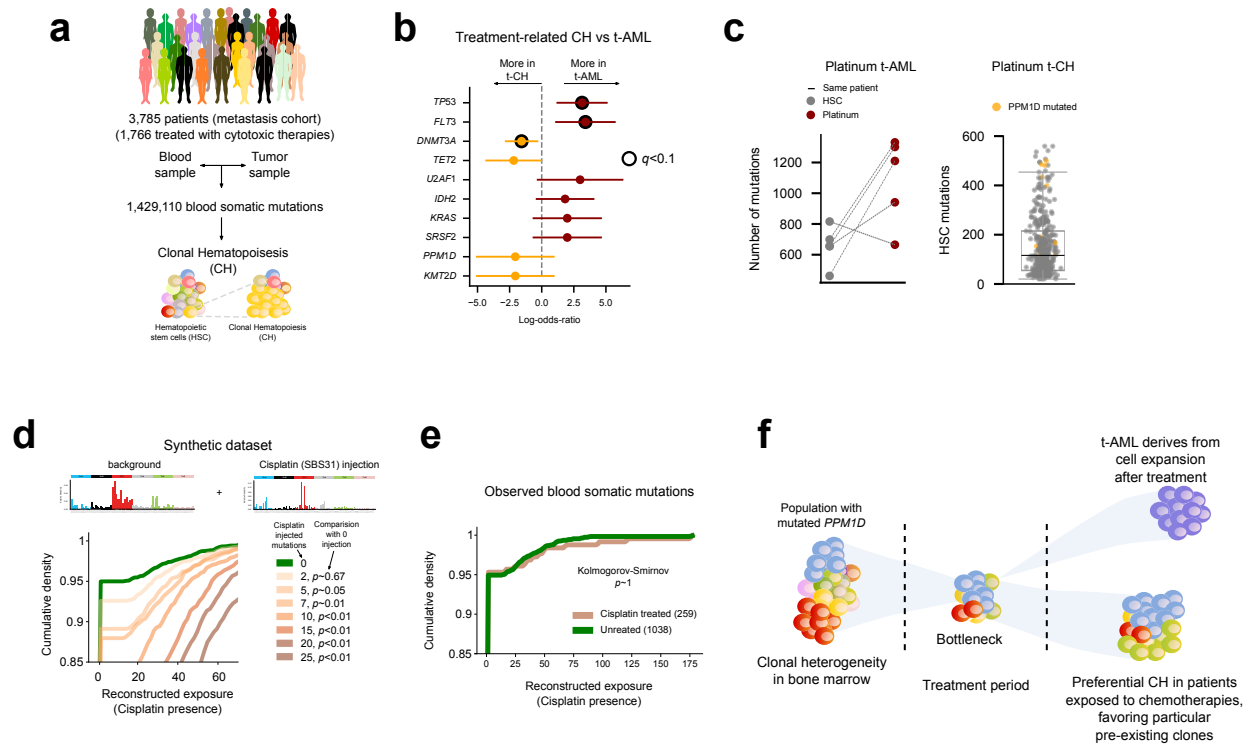 a
3,785 patients (metastasis cohort)
(1,766 treated with cytotoxic therapies)
Blood
sample
Tumor
sample
1,429,110 blood somatic mutations
Clonal Hematopoisesis
(CH)
Hematopoietic
stem cells (HSC)
Clonal Hematopoiesis
(CH)
b
Treatment-related CH vs t-AML
More in
t-CH
More in
t-AML
TP53
FLT3
DNMT3A
TET2
U2AF1
IDH2
KRAS
SRSF2
PPM1D
KMT2D
q<0.1
−5.0 −2.5 0.0 2.5 5.0
Log-odds-ratio
c
Platinum t-AML
Same patient
HSC
Platinum
Number of mutations
1200
1000
800
600
Platinum t-CH
PPM1D mutated
HSC mutations
600
500
400
300
200
100
0
d
Synthetic dataset
background
+
Cisplatin (SBS31) injection
Cisplatin
injected
mutations
Comparision
with 0
injection
0
2, p~0.67
5, p~0.05
7, p~0.01
10, p<0.01
15, p<0.01
20, p<0.01
25, p<0.01
Cumulative density
1
0.95
0.9
0.85
0 20 40 60
Reconstructed exposure
(Cisplatin presence)
e
Observed blood somatic mutations
Cumulative density
1
0.95
0.9
0.85
Kolmogorov-Smirnov
p~1
Cisplatin treated (259)
Untreated (1038)
0 25 50 75 100 125 150 175
Reconstructed exposure
(Cisplatin presence)
f
t-AML derives from
cell expansion
after treatment
Population with
mutated PPM1D
Bottleneck
Clonal heterogeneity
in bone marrow
Treatment period
Preferential CH in patients
exposed to chemotherapies,
favoring particular
pre-existing clones